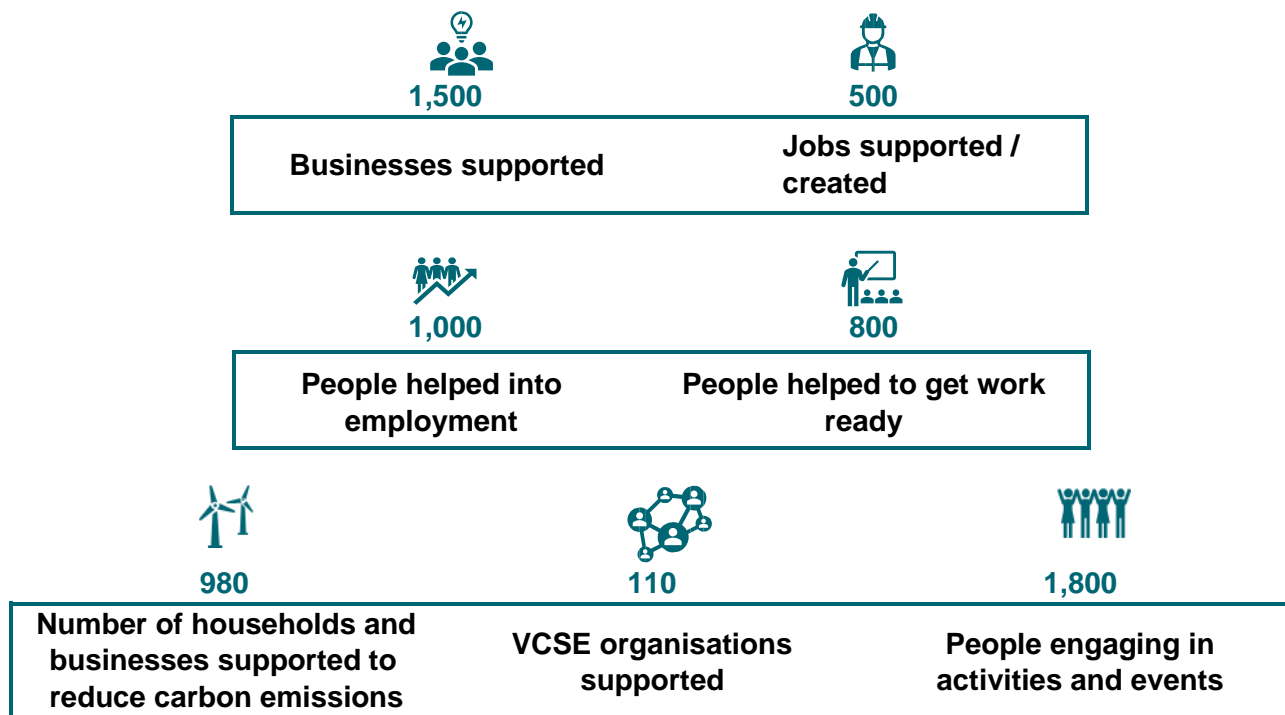 1,500
500
Businesses supported
Jobs supported /
created
1,000
800
People helped into
employment
People helped to get work
ready
980
110
1,800
Number of households and
businesses supported to
reduce carbon emissions
VCSE organisations
supported
People engaging in
activities and events